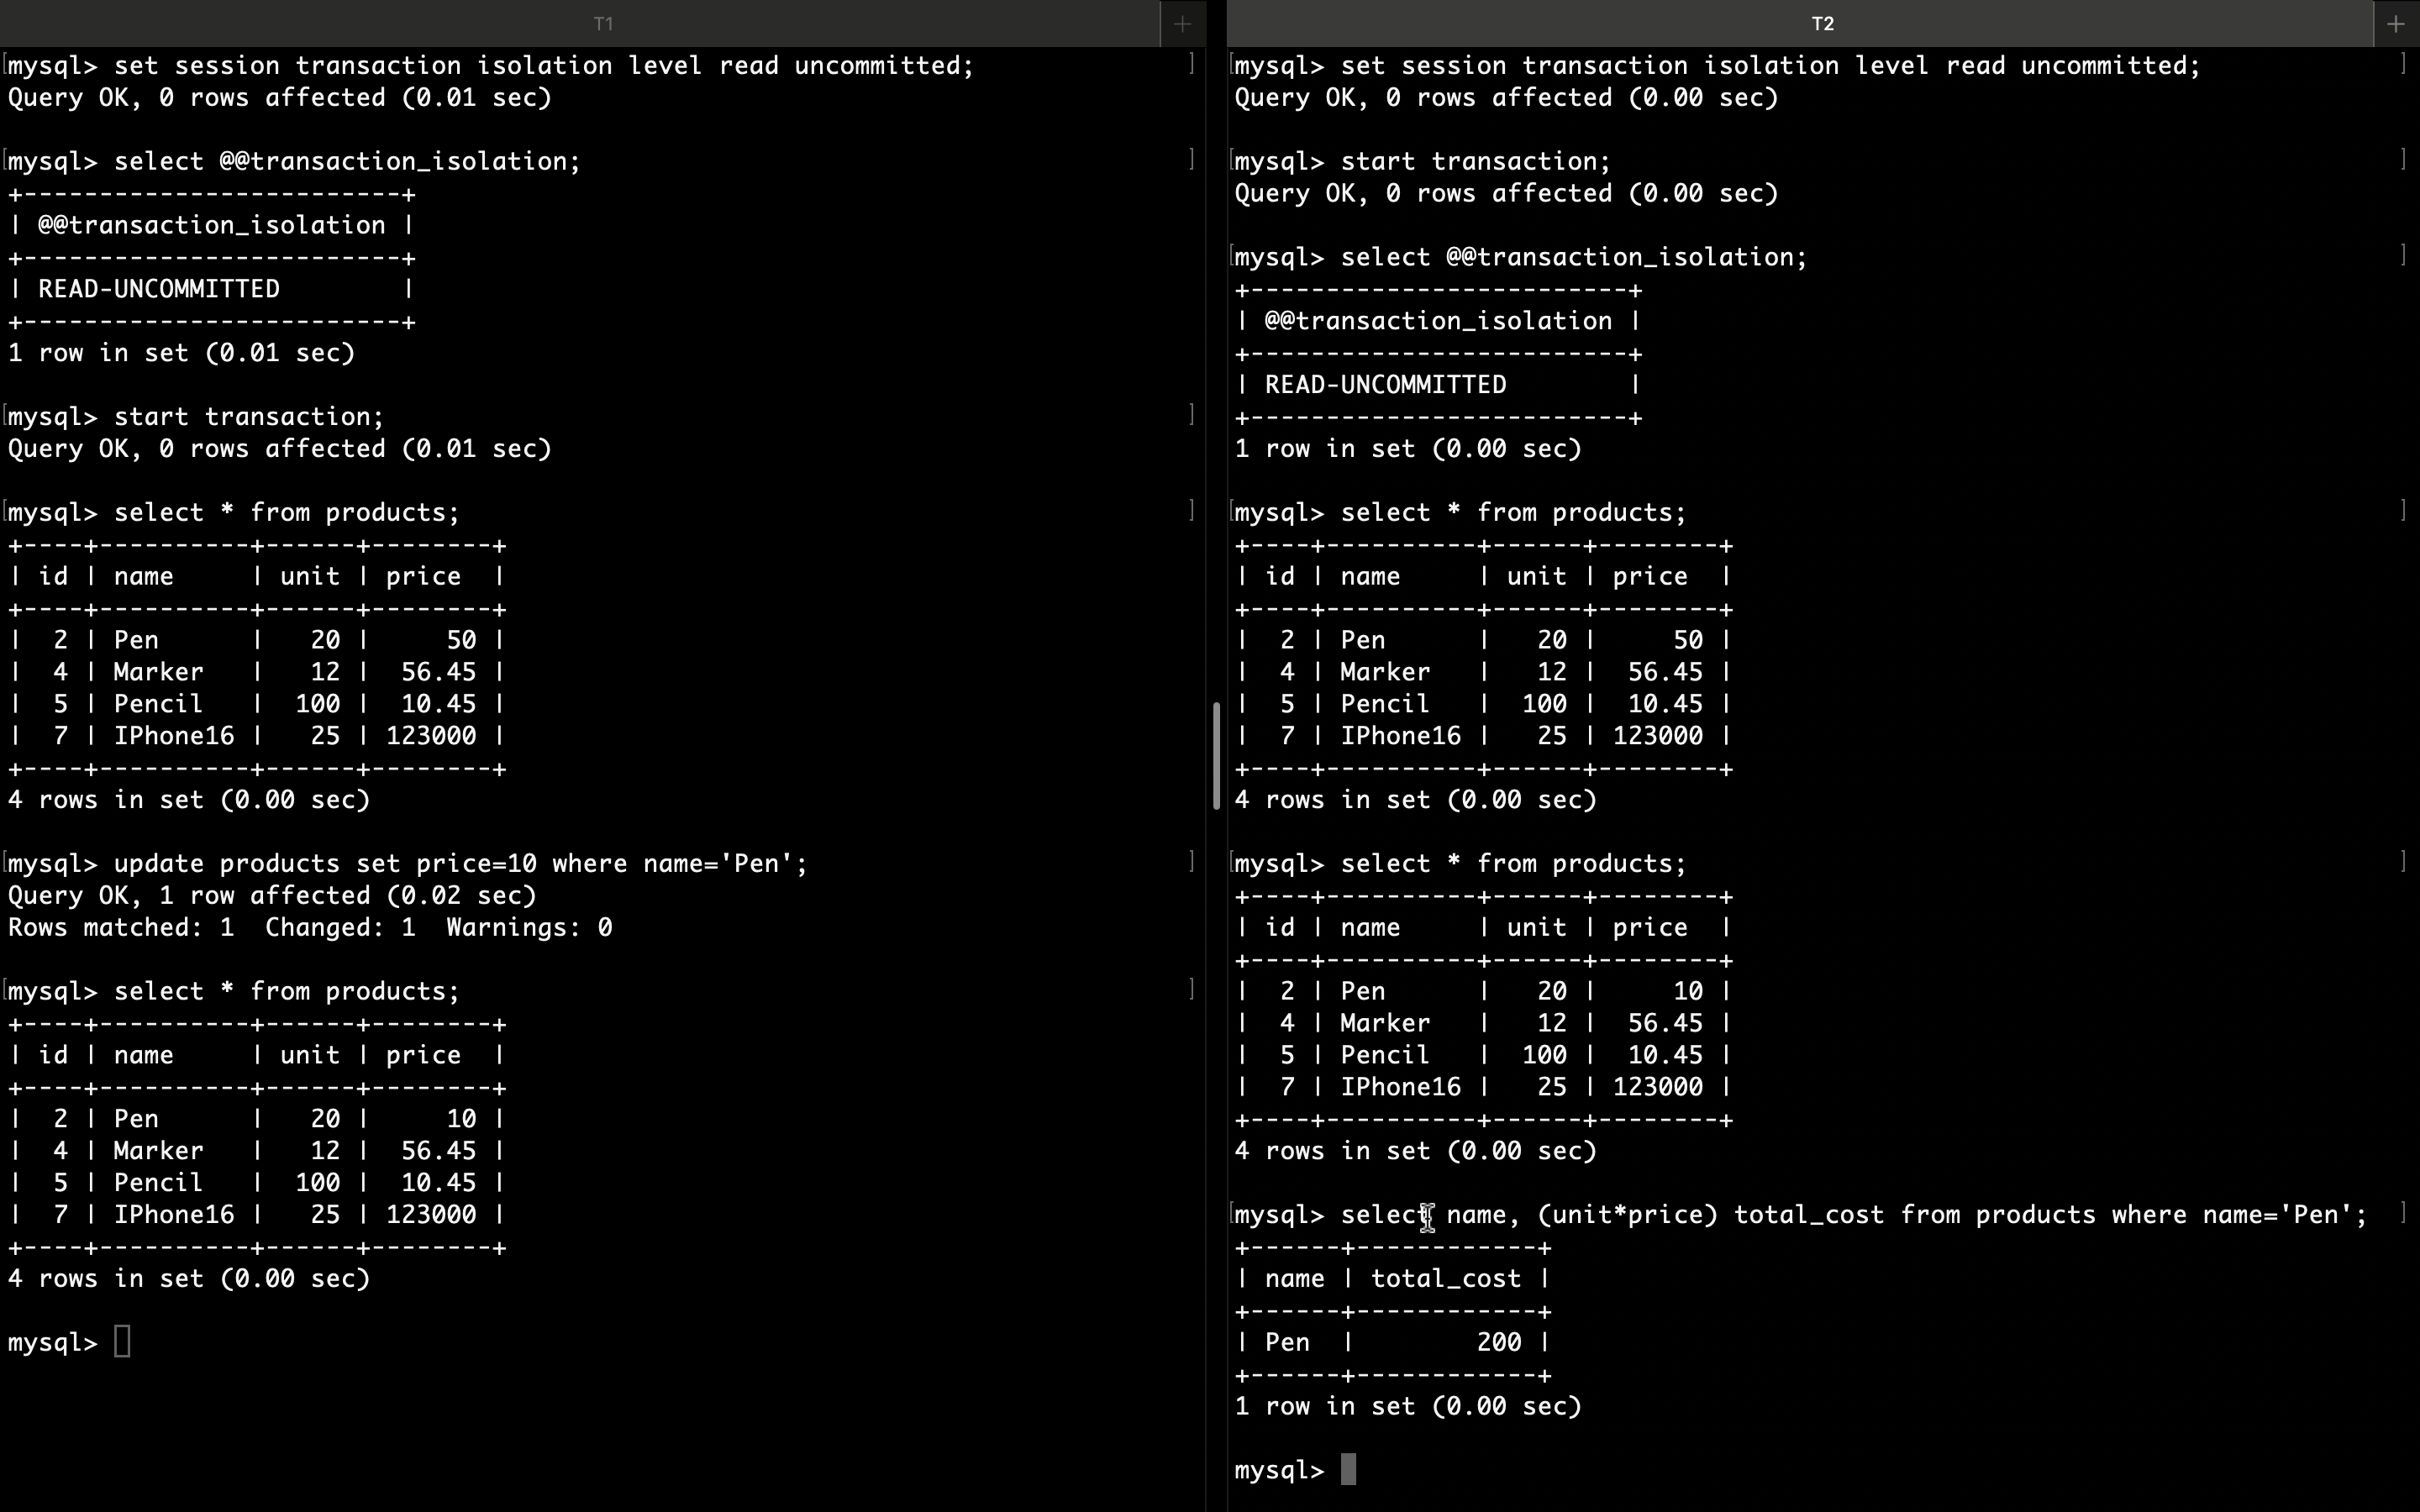 T1
mysql> set session transaction isolation level read uncommitted;
Query OK, 0 rows affected (0.01 sec)
mysql> select @@transaction_isolation;
+-------------------------+
| @@transaction_isolation |
+-------------------------+
| READ-UNCOMMITTED        |
+-------------------------+
1 row in set (0.01 sec)
mysql> start transaction;
Query OK, 0 rows affected (0.01 sec)
mysql> select * from products;
+----+----------+------+--------+
| id | name     | unit | price  |
+----+----------+------+--------+
|  2 | Pen      |   20 |     50 |
|  4 | Marker   |   12 |  56.45 |
|  5 | Pencil   |  100 |  10.45 |
|  7 | IPhone16 |   25 | 123000 |
+----+----------+------+--------+
4 rows in set (0.00 sec)
mysql> update products set price=10 where name='Pen';
Query OK, 1 row affected (0.02 sec)
Rows matched: 1  Changed: 1  Warnings: 0
mysql> select * from products;
+----+----------+------+--------+
| id | name     | unit | price  |
+----+----------+------+--------+
|  2 | Pen      |   20 |     10 |
|  4 | Marker   |   12 |  56.45 |
|  5 | Pencil   |  100 |  10.45 |
|  7 | IPhone16 |   25 | 123000 |
+----+----------+------+--------+
4 rows in set (0.00 sec)
mysql>
T2
mysql> set session transaction isolation level read uncommitted;
Query OK, 0 rows affected (0.00 sec)
mysql> start transaction;
Query OK, 0 rows affected (0.00 sec)
mysql> select @@transaction_isolation;
+-------------------------+
| @@transaction_isolation |
+-------------------------+
| READ-UNCOMMITTED        |
+-------------------------+
1 row in set (0.00 sec)
mysql> select * from products;
+----+----------+------+--------+
| id | name     | unit | price  |
+----+----------+------+--------+
|  2 | Pen      |   20 |     50 |
|  4 | Marker   |   12 |  56.45 |
|  5 | Pencil   |  100 |  10.45 |
|  7 | IPhone16 |   25 | 123000 |
+----+----------+------+--------+
4 rows in set (0.00 sec)
mysql> select * from products;
+----+----------+------+--------+
| id | name     | unit | price  |
+----+----------+------+--------+
|  2 | Pen      |   20 |     10 |
|  4 | Marker   |   12 |  56.45 |
|  5 | Pencil   |  100 |  10.45 |
|  7 | IPhone16 |   25 | 123000 |
+----+----------+------+--------+
4 rows in set (0.00 sec)
mysql> select name, (unit*price) total_cost from products where name='Pen';
+------+------------+
| name | total_cost |
+------+------------+
| Pen  |        200 |
+------+------------+
1 row in set (0.00 sec)
mysql>